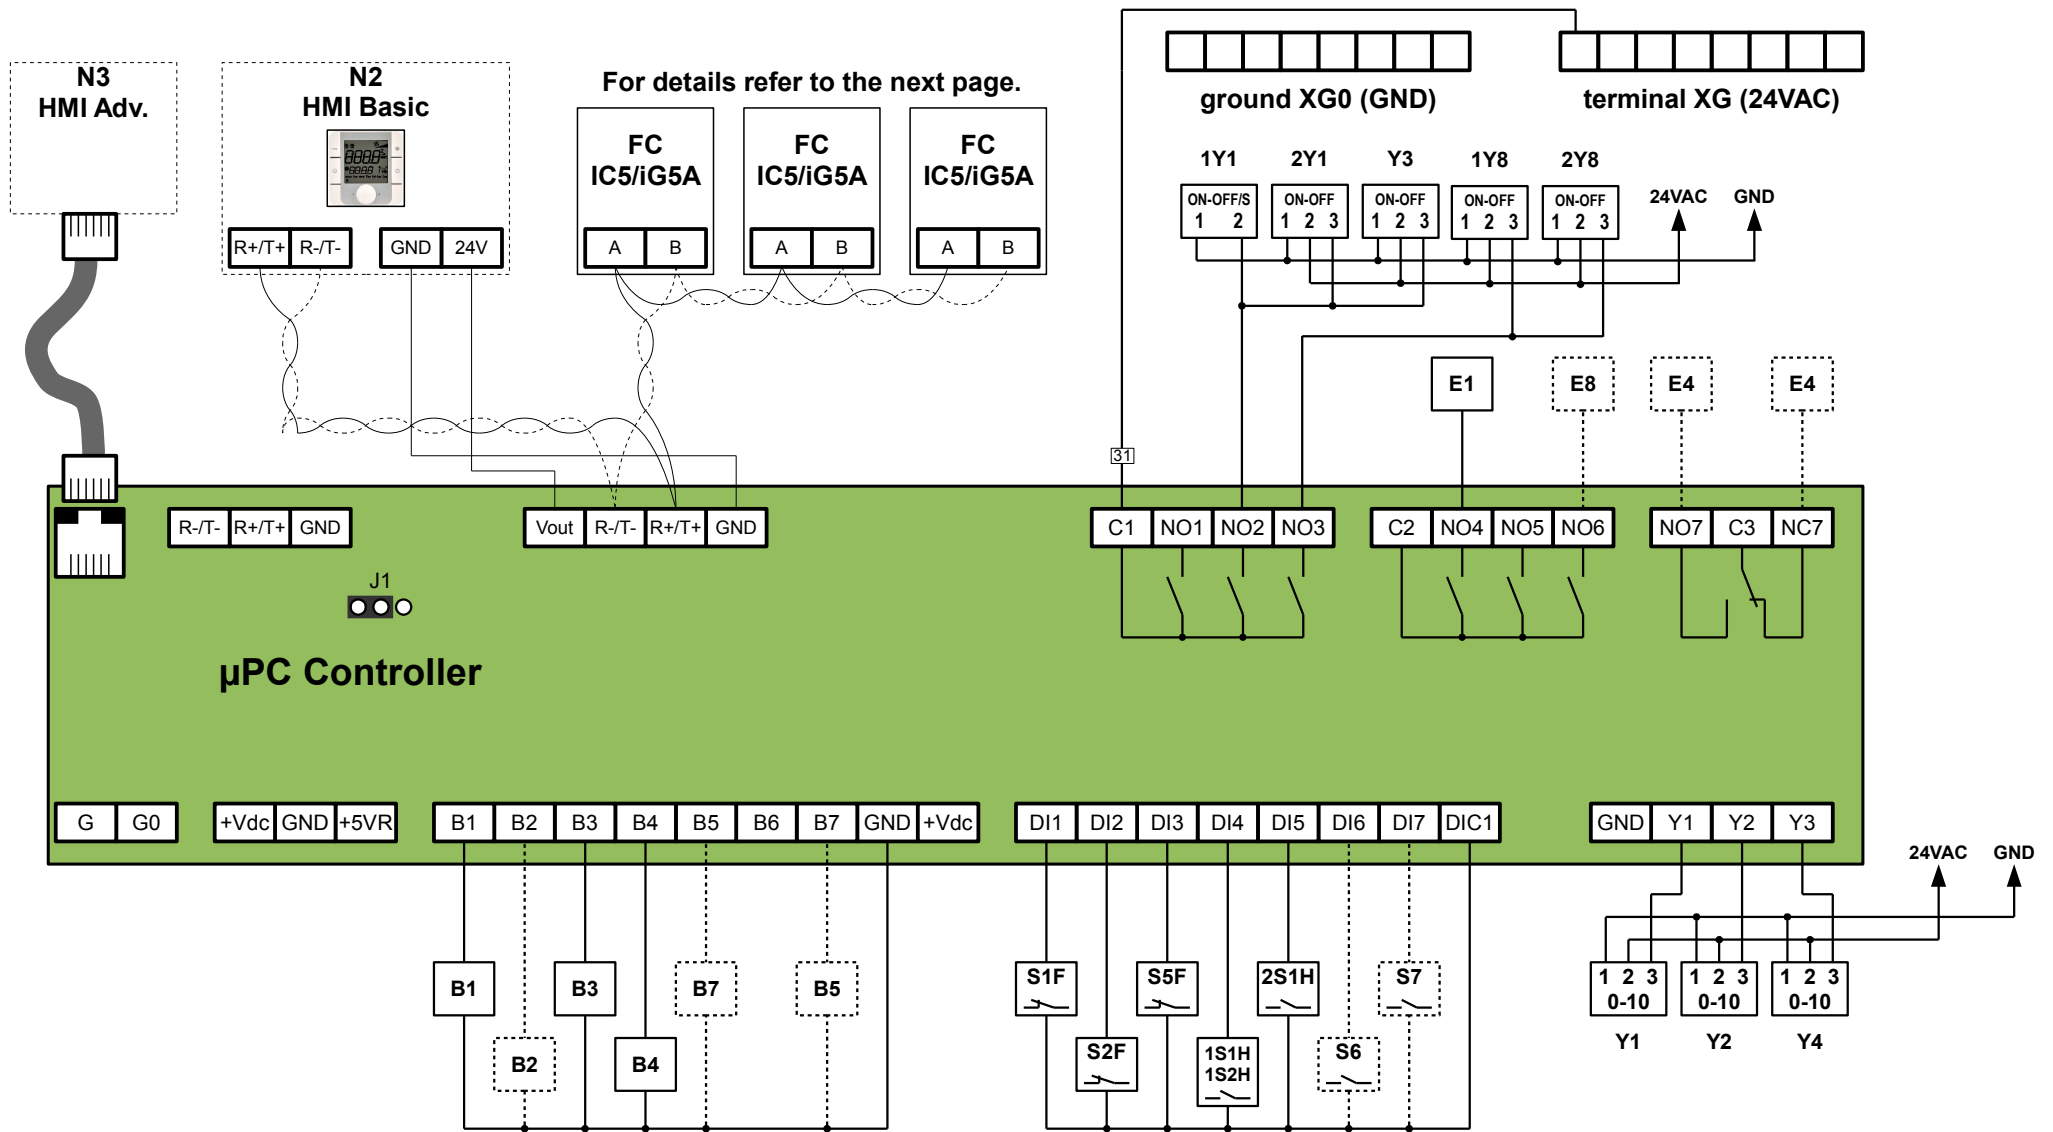 N3
HMI Adv.
N2
HMI Basic
R+/T+ R-/T- GND 24V
For details refer to the next page.
FC
IC5/iG5A
A B
FC
IC5/iG5A
A B
FC
IC5/iG5A
A B
ground XG0 (GND)
terminal XG (24VAC)
1Y1 2Y1 Y3 1Y8 2Y8
ON-OFF/S ON-OFF ON-OFF ON-OFF ON-OFF
1 2 1 2 3 1 2 3 1 2 3 1 2 3
24VAC GND
E1 E8 E4 E4
31
R-/T- R+/T+ GND
Vout R-/T- R+/T+ GND
C1 NO1 NO2 NO3
C2 NO4 NO5 NO6
NO7 C3 NC7
J1
µPC Controller
G G0
+Vdc GND +5VR
B1 B2 B3 B4 B5 B6 B7 GND +Vdc
DI1 DI2 DI3 DI4 DI5 DI6 DI7 DIC1
GND Y1 Y2 Y3
24VAC GND
B1 B3 B7 B5
B2 B4
S1F S5F 2S1H S7
S2F
1S1H
1S2H
S6
1 2 3 1 2 3 1 2 3
0-10 0-10 0-10
Y1 Y2 Y4